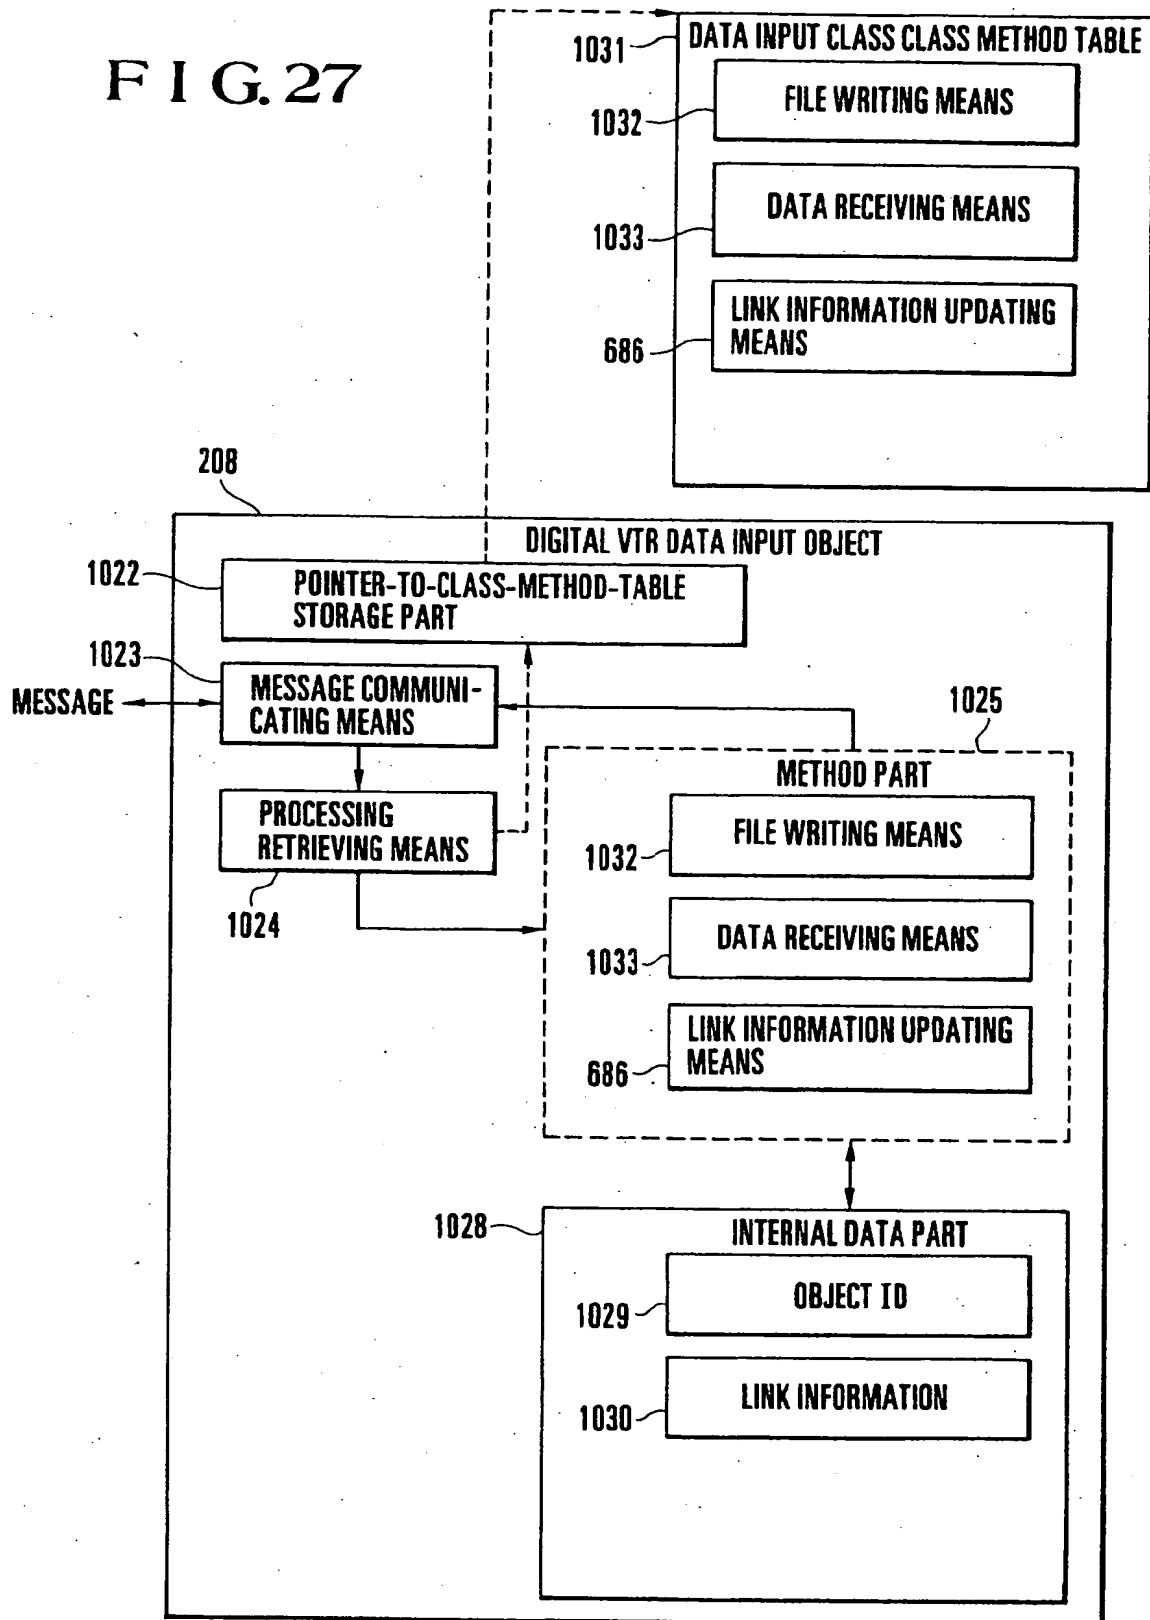 FIG. 27
1031
DATA INPUT CLASS CLASS METHOD TABLE
FILE WRITING MEANS
1032
DATA RECEIVING MEANS
1033
LINK INFORMATION UPDATING
MEANS
686
208
DIGITAL VTR DATA INPUT OBJECT
1022
POINTER-TO-CLASS-METHOD-TABLE
STORAGE PART
1023
MESSAGE
MESSAGE COMMUNI-
CATING MEANS
1025
PROCESSING
RETRIEVING MEANS
1024
METHOD PART
FILE WRITING MEANS
1032
DATA RECEIVING MEANS
1033
LINK INFORMATION UPDATING
MEANS
686
1028
INTERNAL DATA PART
OBJECT ID
1029
LINK INFORMATION
1030